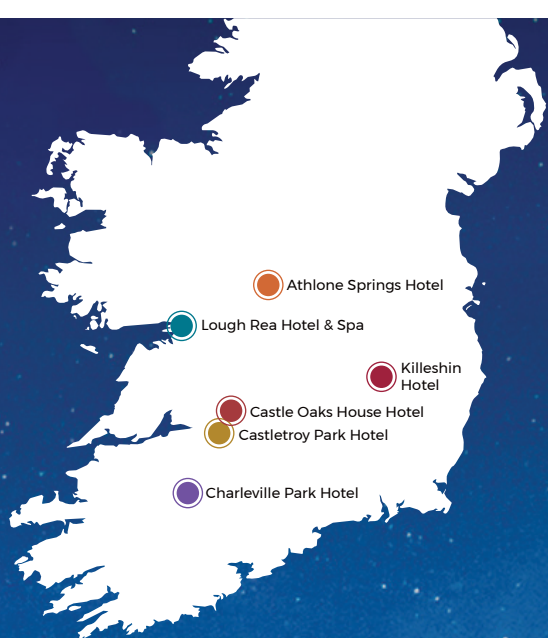 Athlone Springs Hotel
Lough Rea Hotel & Spa
Killeshin
Hotel
Castle Oaks House Hotel
Castletroy Park Hotel
Charleville Park Hotel